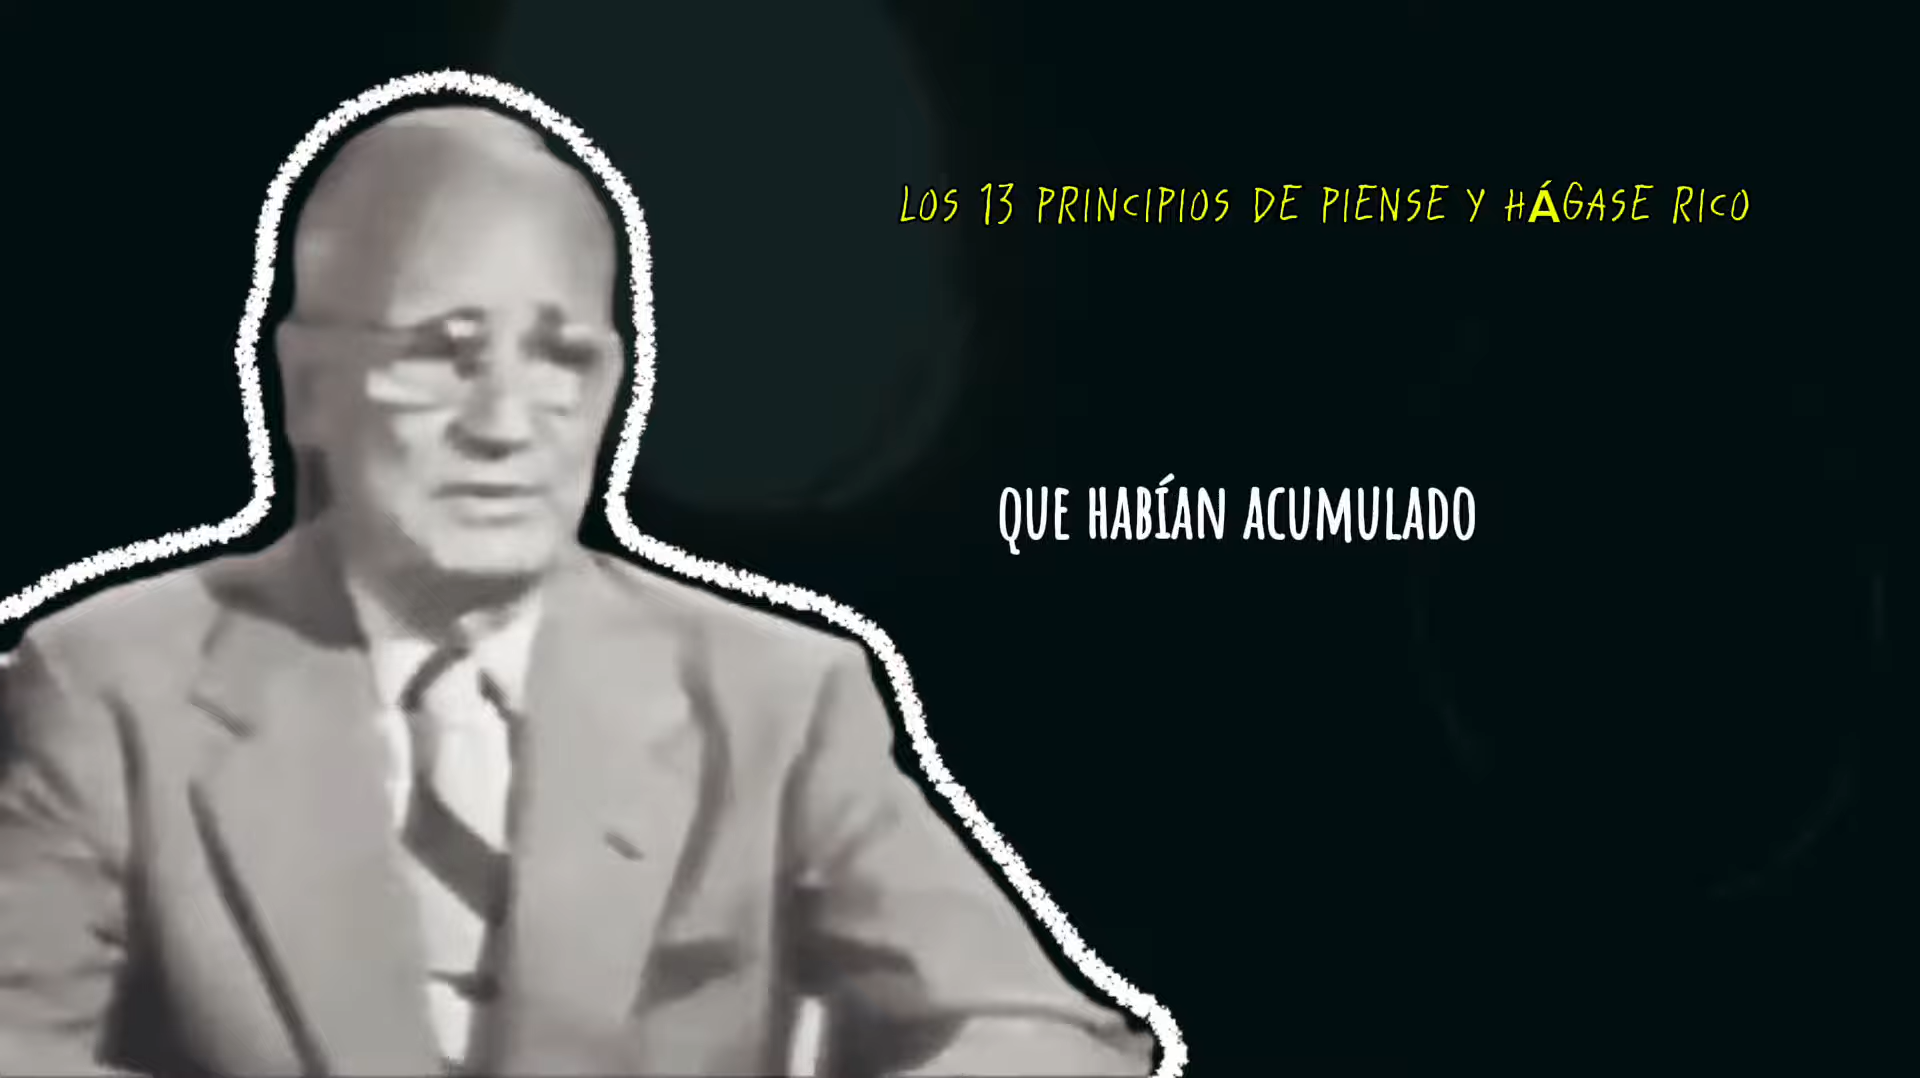 LOS 13 PRINCIPIOS DE PIENSE Y HÁGASE RICO
QUE HABÍAN ACUMULADO